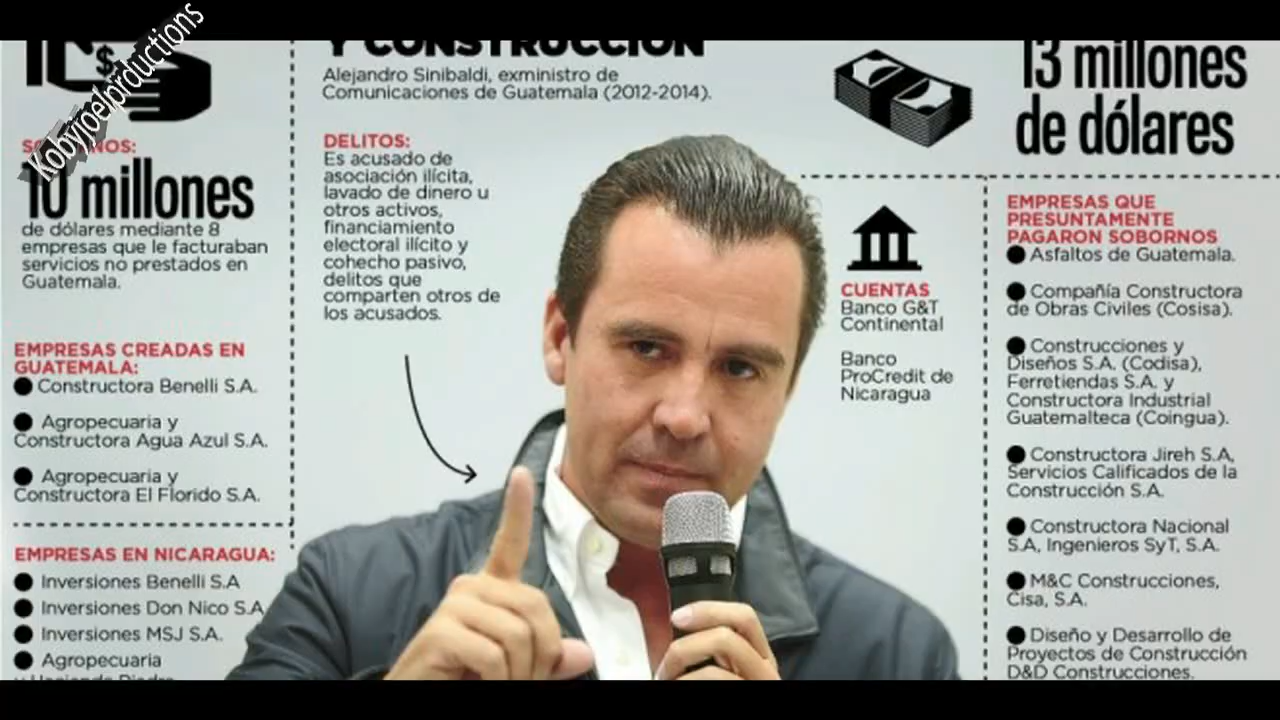 Kobyjoelprductions
Y CONSTRUCCIÓN
Alejandro Sinibaldi, exministro de
Comunicaciones de Guatemala (2012-2014).
13 millones
de dólares
10 millones
de dólares mediante 8
empresas que le facturaban
servicios no prestados en
Guatemala.
EMPRESAS CREADAS EN
GUATEMALA:
● Constructora Benelli S.A.
● Agropecuaria y
Constructora Agua Azul S.A.
● Agropecuaria y
Constructora El Florido S.A.
EMPRESAS EN NICARAGUA:
● Inversiones Benelli S.A
● Inversiones Don Nico S.A
● Inversiones MSJ S.A.
● Agropecuaria
DELITOS:
Es acusado de
asociación ilícita,
lavado de dinero u
otros activos,
financiamiento
electoral ilícito y
cohecho pasivo,
delitos que
comparten otros de
los acusados.
CUENTAS
Banco G&T
Continental
Banco
ProCredit de
Nicaragua
EMPRESAS QUE
PRESUNTAMENTE
PAGARON SOBORNOS
● Asfaltos de Guatemala.
● Compañía Constructora
de Obras Civiles (Cosisa).
● Construcciones y
Diseños S.A. (Codisa),
Ferretiendas S.A. y
Constructora Industrial
Guatemalteca (Coingua).
● Constructora Jireh S.A,
Servicios Calificados de la
Construcción S.A.
● Constructora Nacional
S.A, Ingenieros SyT, S.A.
● M&C Construcciones,
Cisa, S.A.
● Diseño y Desarrollo de
Proyectos de Construcción
D&D Construcciones.